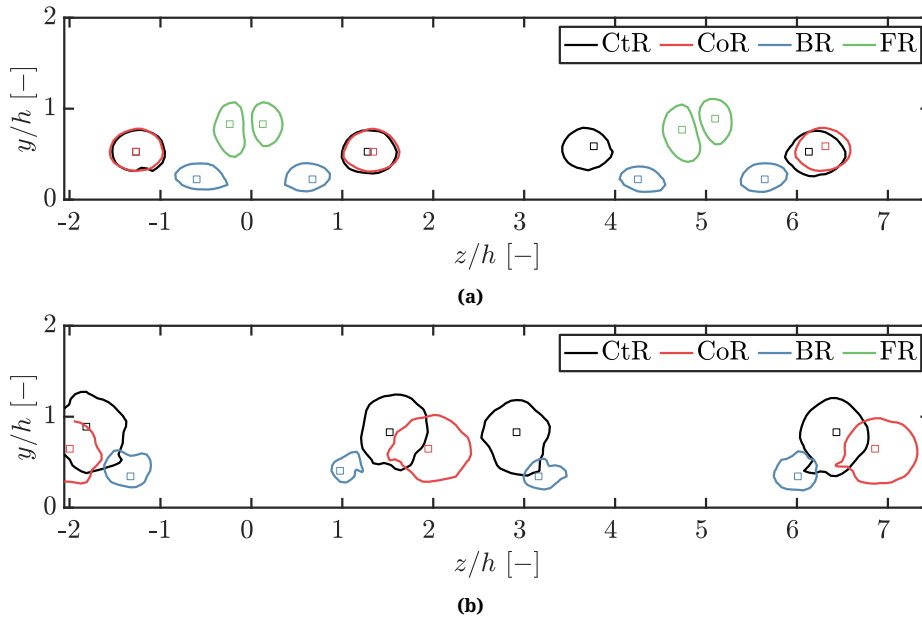 2
CtR CoR BR FR
y/h [−]
1
0
-2 -1 0 1 2 3 4 5 6 7
z/h [−]
(a)
2
CtR CoR BR FR
y/h [−]
1
0
-2 -1 0 1 2 3 4 5 6 7
z/h [−]
(b)